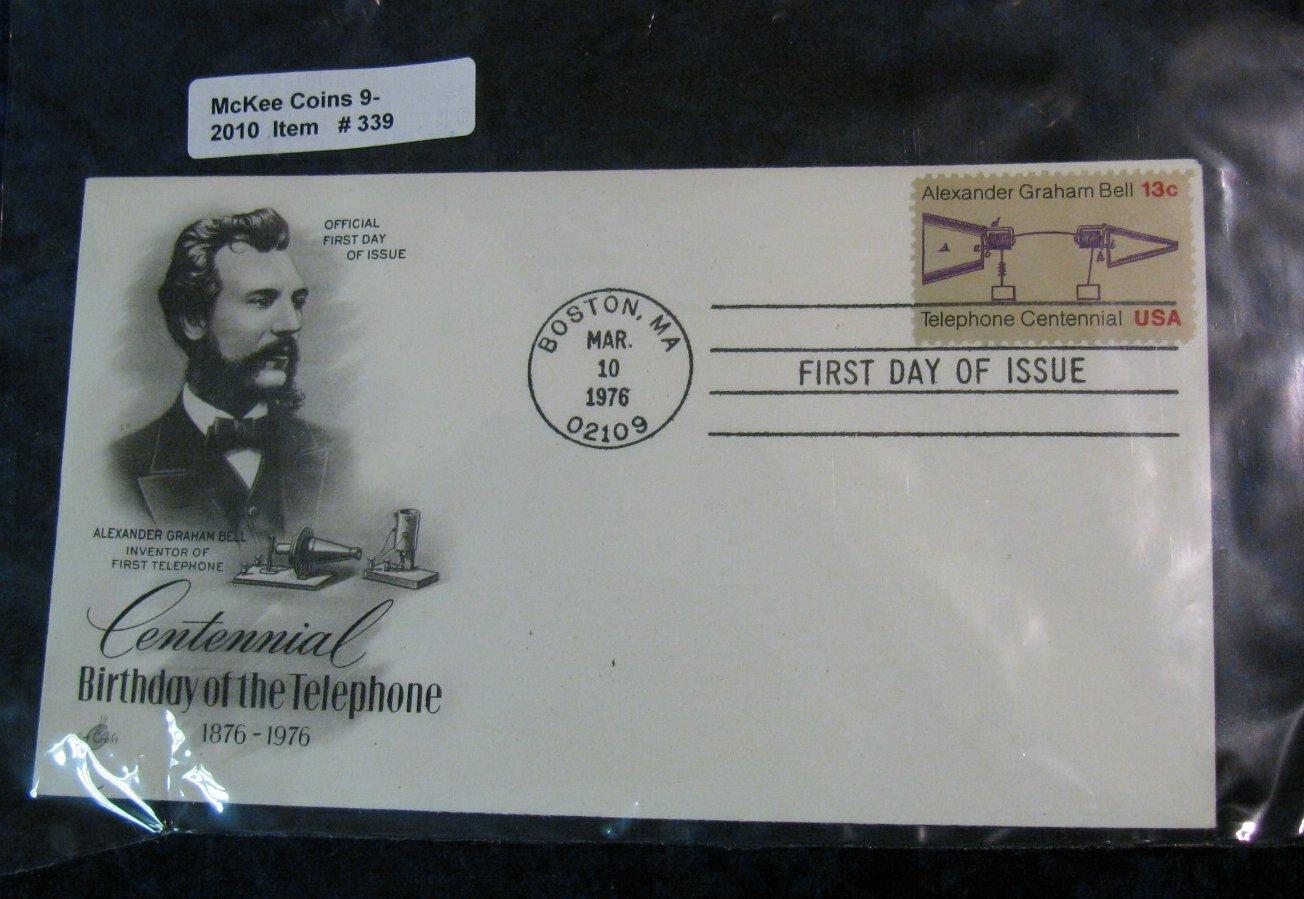 McKee Coins 9-
2010 Item # 339
OFFICIAL
FIRST DAY
OF ISSUE
Alexander Graham Bell 13c
A a b d h i
Telephone Centennial USA
BOSTON, MA
MAR.
10
1976
02109
FIRST DAY OF ISSUE
ALEXANDER GRAHAM BELL
INVENTOR OF
FIRST TELEPHONE
Centennial
Birthday of the Telephone
1876 - 1976